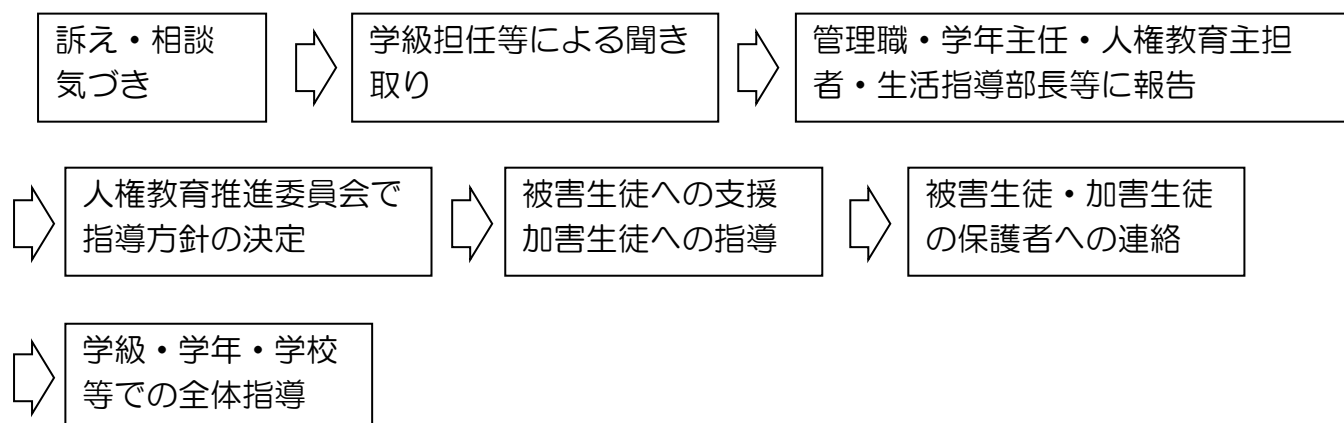 訴え・相談
気づき
学級担任等による聞き
取り
管理職・学年主任・人権教育主担
者・生活指導部長等に報告
人権教育推進委員会で
指導方針の決定
被害生徒への支援
加害生徒への指導
被害生徒・加害生徒
の保護者への連絡
学級・学年・学校
等での全体指導